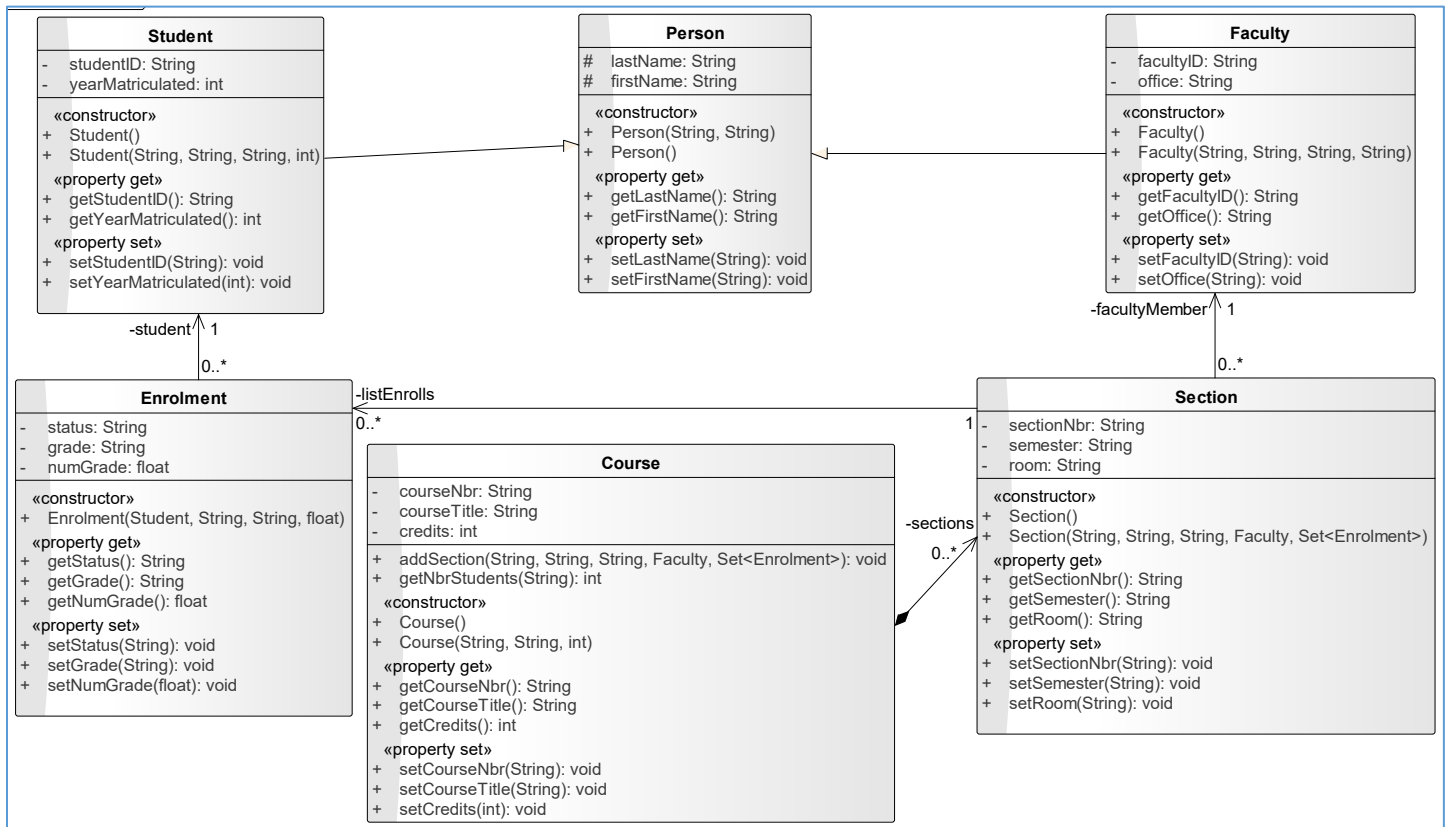 Student
- studentID: String
- yearMatriculated: int
«constructor»
+ Student()
+ Student(String, String, String, int)
«property get»
+ getStudentID(): String
+ getYearMatriculated(): int
«property set»
+ setStudentID(String): void
+ setYearMatriculated(int): void
Person
# lastName: String
# firstName: String
«constructor»
+ Person(String, String)
+ Person()
«property get»
+ getLastName(): String
+ getFirstName(): String
«property set»
+ setLastName(String): void
+ setFirstName(String): void
Faculty
- facultyID: String
- office: String
«constructor»
+ Faculty()
+ Faculty(String, String, String, String)
«property get»
+ getFacultyID(): String
+ getOffice(): String
«property set»
+ setFacultyID(String): void
+ setOffice(String): void
-student 1
0..*
-facultyMember 1
0..*
Enrolment
- status: String
- grade: String
- numGrade: float
«constructor»
+ Enrolment(Student, String, String, float)
«property get»
+ getStatus(): String
+ getGrade(): String
+ getNumGrade(): float
«property set»
+ setStatus(String): void
+ setGrade(String): void
+ setNumGrade(float): void
-listEnrolls
0..*
1
Course
- courseNbr: String
- courseTitle: String
- credits: int
+ addSection(String, String, String, Faculty, Set<Enrolment>): void
+ getNbrStudents(String): int
«constructor»
+ Course()
+ Course(String, String, int)
«property get»
+ getCourseNbr(): String
+ getCourseTitle(): String
+ getCredits(): int
«property set»
+ setCourseNbr(String): void
+ setCourseTitle(String): void
+ setCredits(int): void
-sections
0..*
Section
- sectionNbr: String
- semester: String
- room: String
«constructor»
+ Section()
+ Section(String, String, String, Faculty, Set<Enrolment>)
«property get»
+ getSectionNbr(): String
+ getSemester(): String
+ getRoom(): String
«property set»
+ setSectionNbr(String): void
+ setSemester(String): void
+ setRoom(String): void